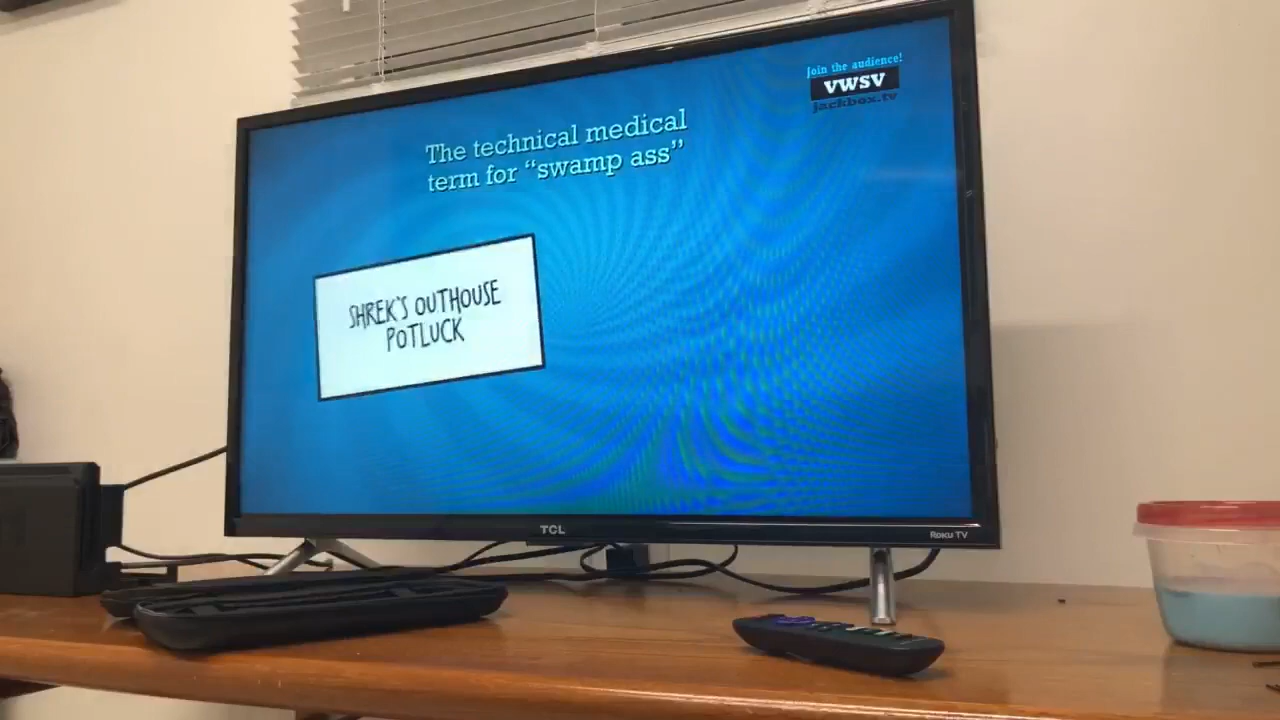 Join the audience!
VWSV
jackbox.tv
The technical medical
term for “swamp ass”
SHREK'S OUTHOUSE
POTLUCK
TCL
ROKU TV